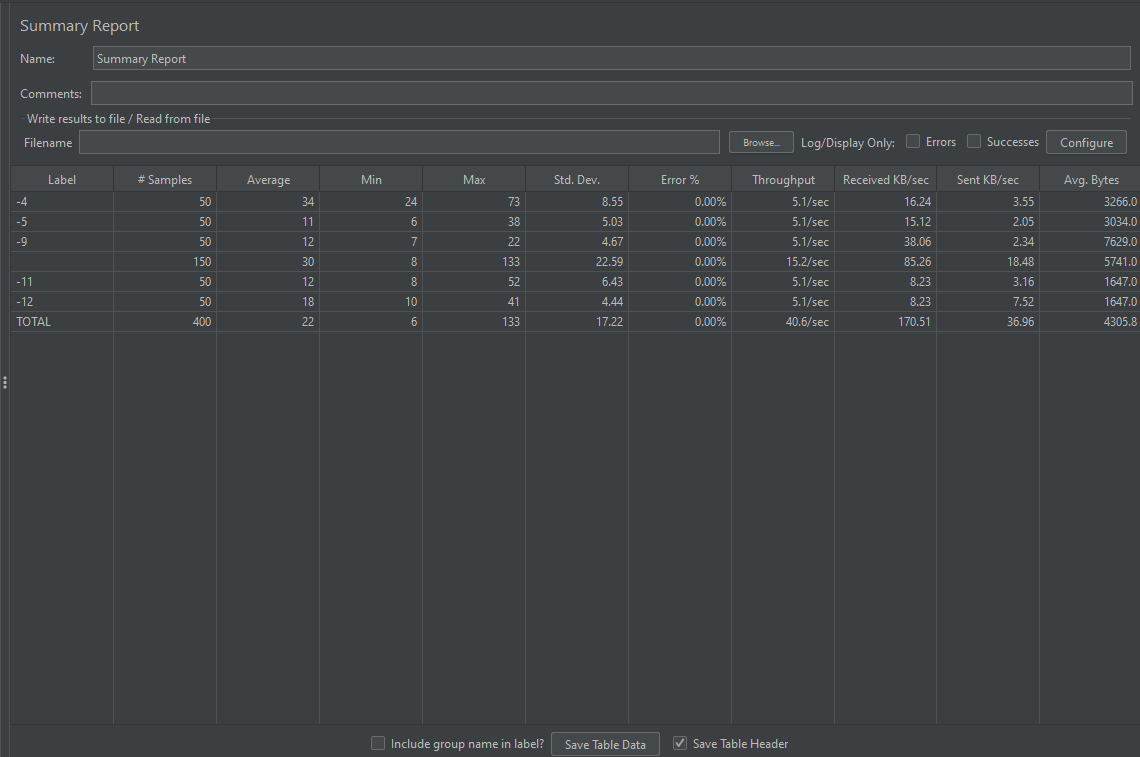 Summary Report
Name: Summary Report
Comments:
Write results to file / Read from file
Filename Browse... Log/Display Only: Errors Successes Configure
Label # Samples Average Min Max Std. Dev. Error % Throughput Received KB/sec Sent KB/sec Avg. Bytes
-4 50 34 24 73 8.55 0.00% 5.1/sec 16.24 3.55 3266.0
-5 50 11 6 38 5.03 0.00% 5.1/sec 15.12 2.05 3034.0
-9 50 12 7 22 4.67 0.00% 5.1/sec 38.06 2.34 7629.0
150 30 8 133 22.59 0.00% 15.2/sec 85.26 18.48 5741.0
-11 50 12 8 52 6.43 0.00% 5.1/sec 8.23 3.16 1647.0
-12 50 18 10 41 4.44 0.00% 5.1/sec 8.23 7.52 1647.0
TOTAL 400 22 6 133 17.22 0.00% 40.6/sec 170.51 36.96 4305.8
Include group name in label? Save Table Data Save Table Header